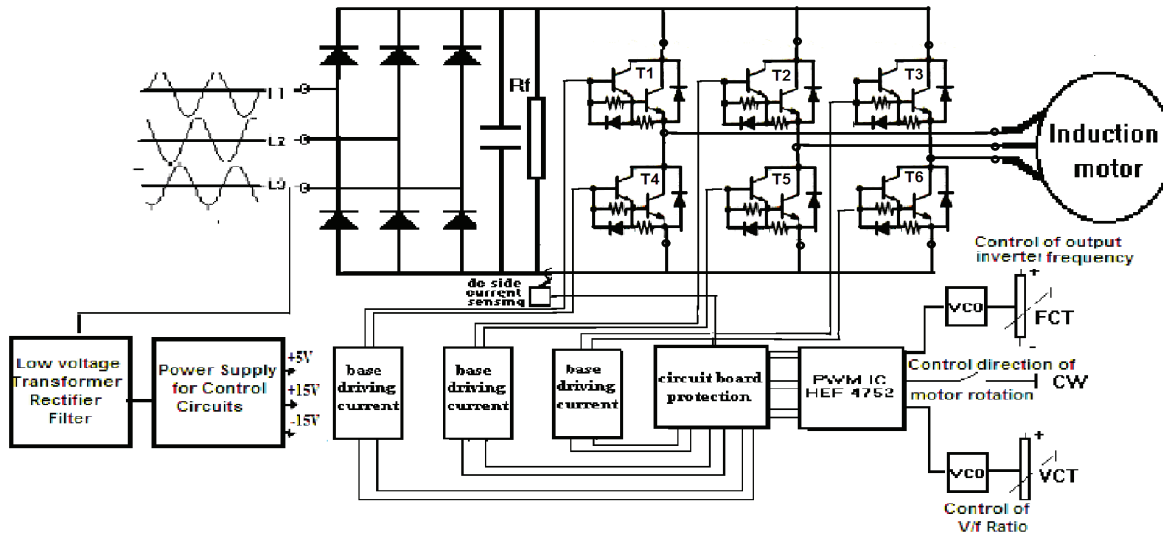 L1
L2
L3
Rf
T1
T2
T3
T4
T5
T6
Induction
motor
dc side
current
sensing
Control of output
inverter frequency
+
VCO
FCT
-
Low voltage
Transformer
Rectifier
Filter
Power Supply
for Control
Circuits
+5V
+15V
-15V
base
driving
current
base
driving
current
base
driving
current
circuit board
protection
PWM IC
HEF 4752
Control direction of
motor rotation
CW
+
VCO
VCT
-
Control of
V/f Ratio